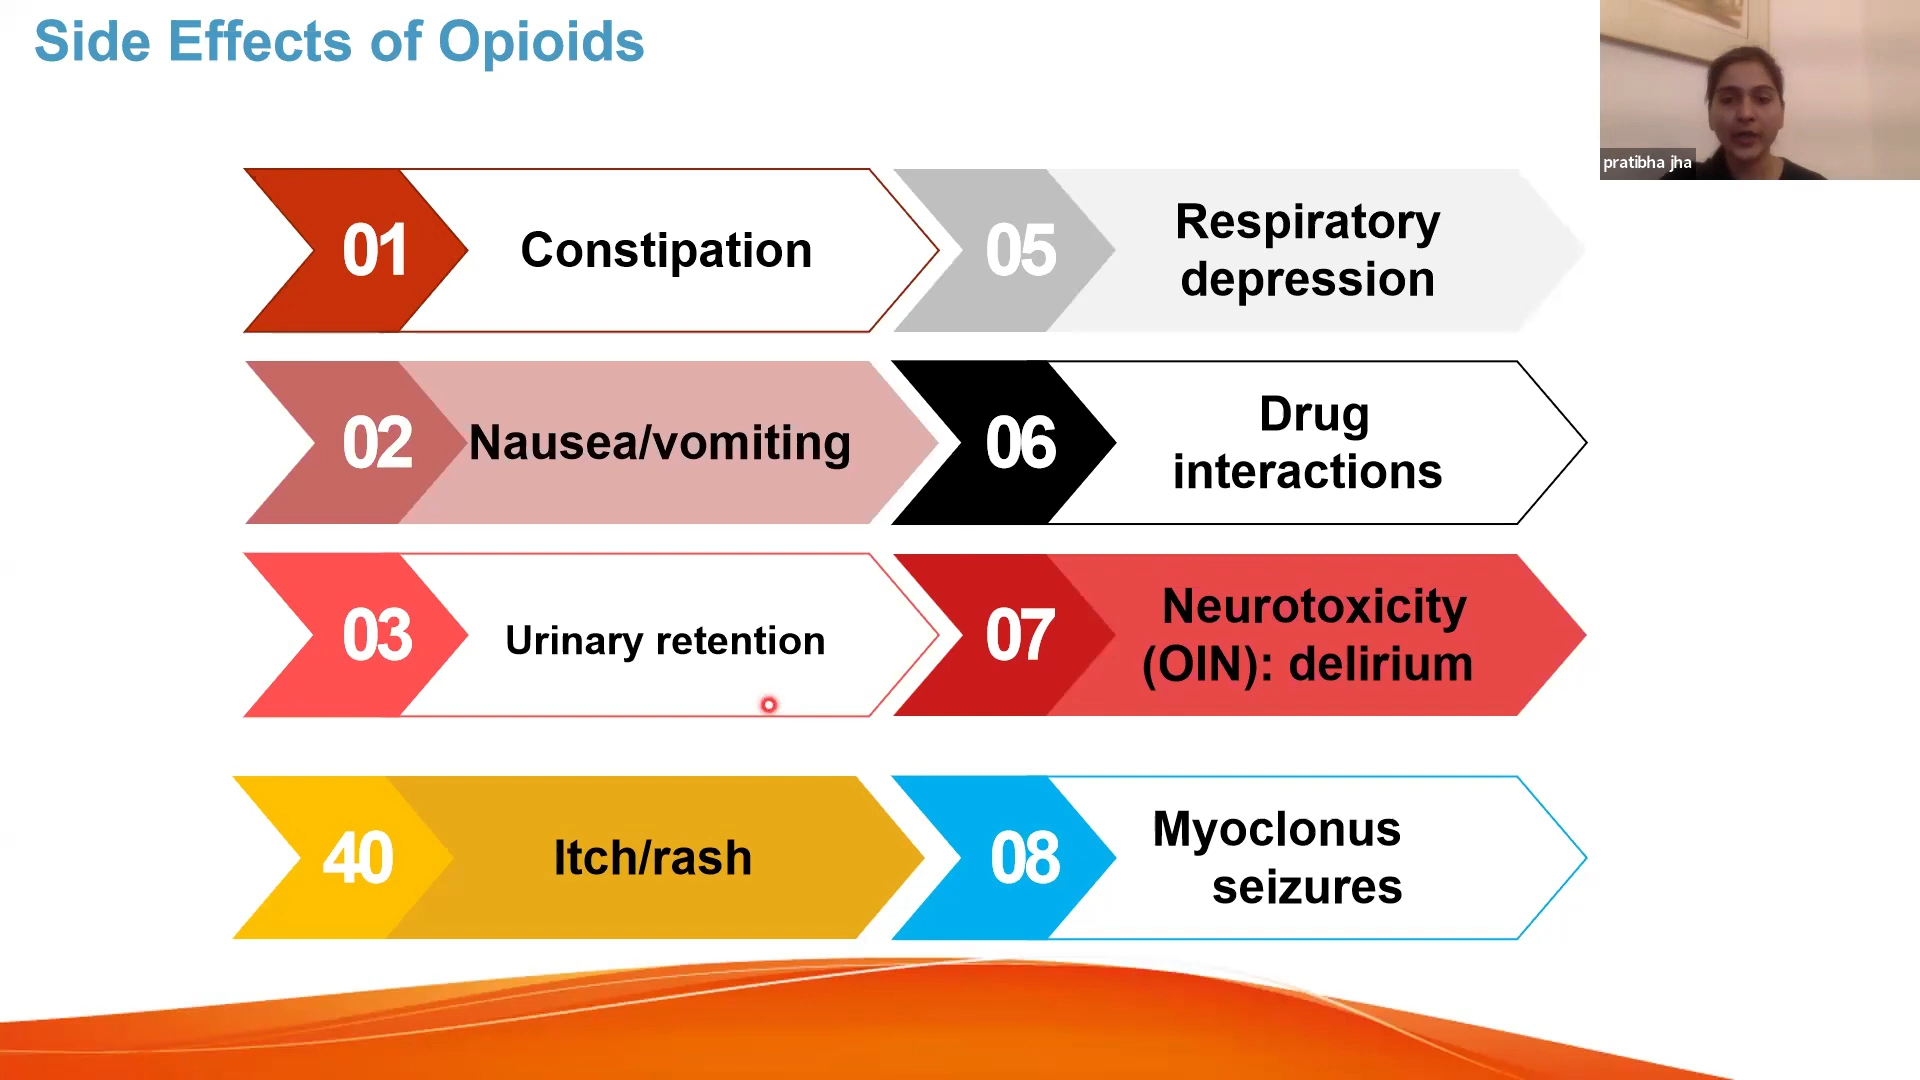 Side Effects of Opioids
pratibha jha
01
Constipation
02
Nausea/vomiting
03
Urinary retention
40
Itch/rash
05
Respiratory
depression
06
Drug
interactions
07
Neurotoxicity
(OIN): delirium
08
Myoclonus
seizures